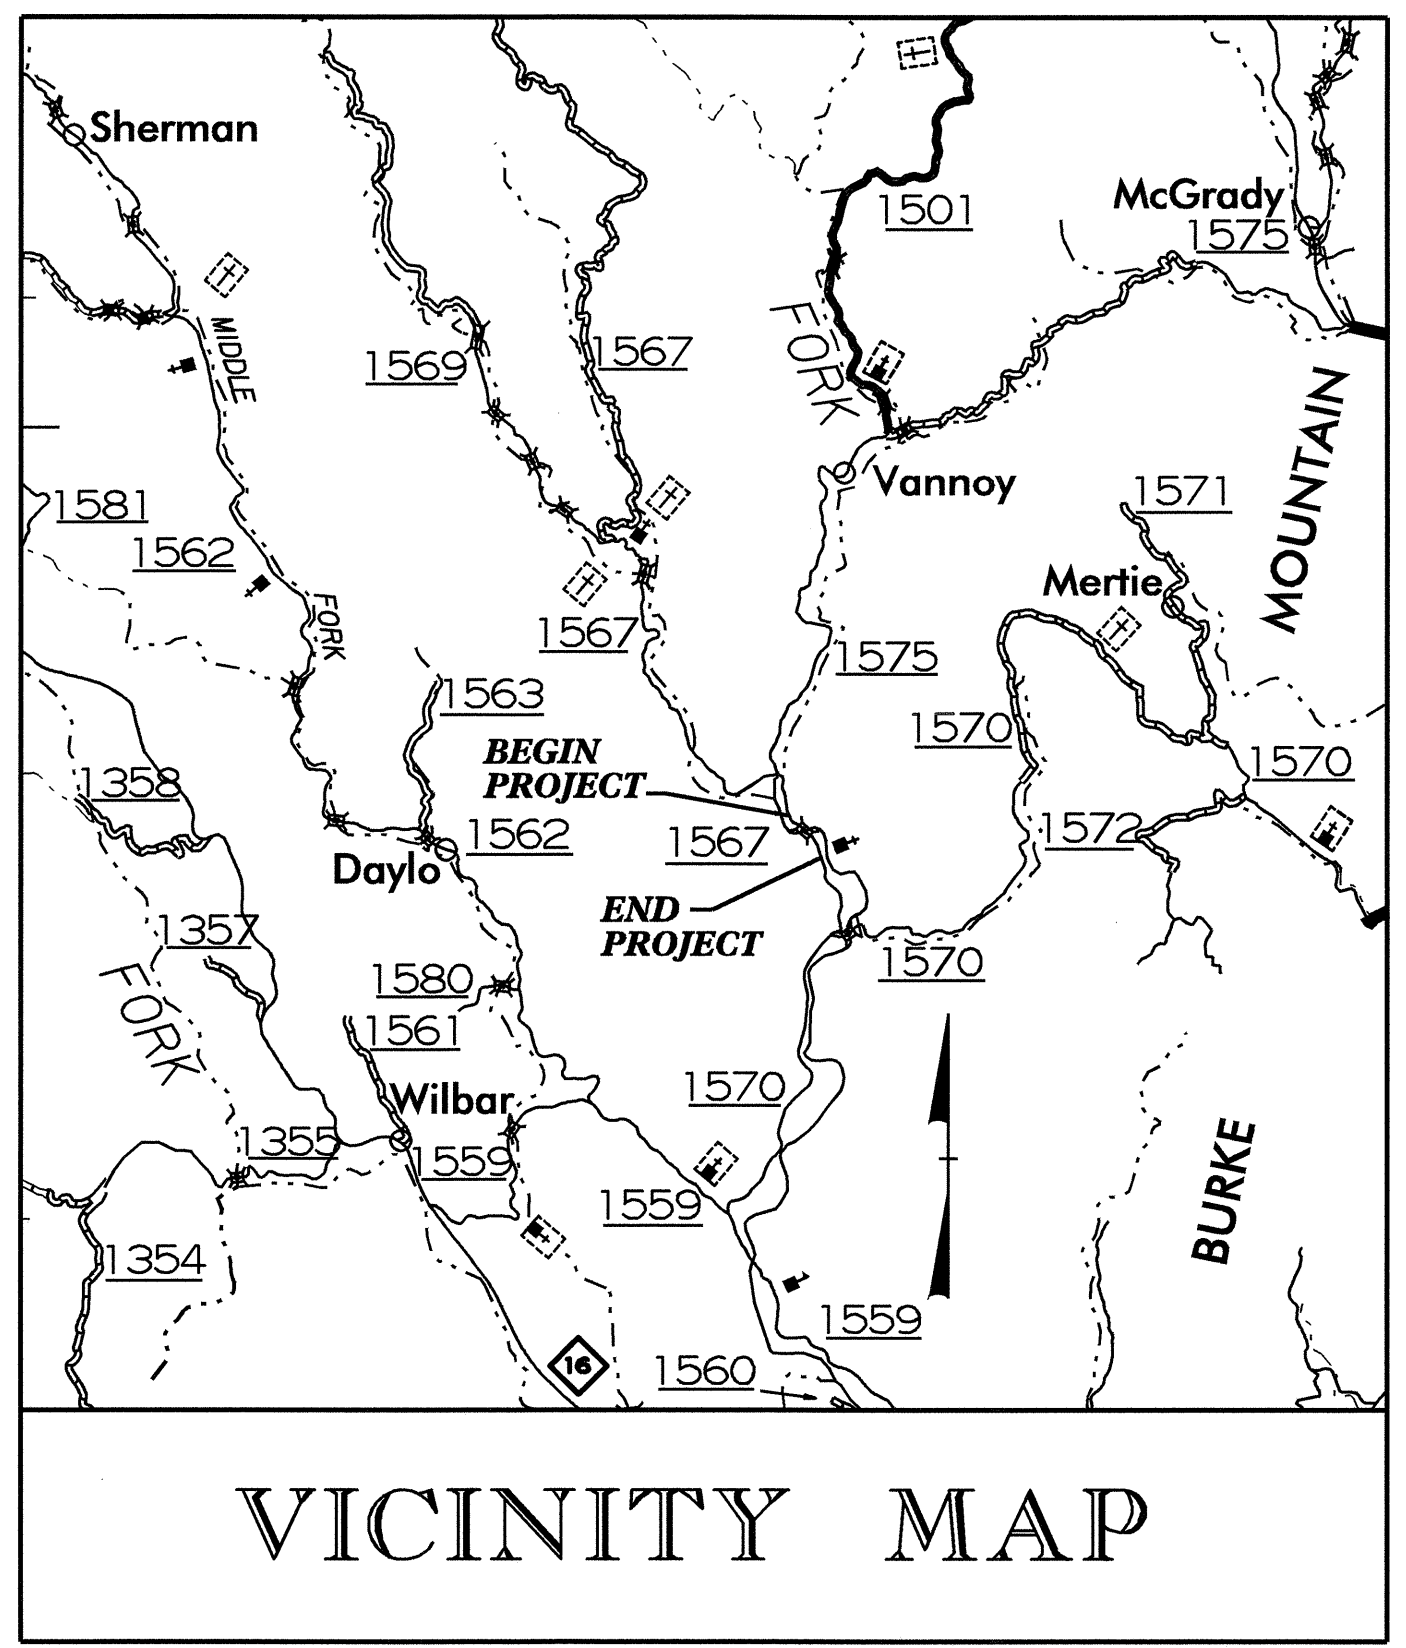 Sherman
McGrady
1501
1575
MIDDLE
FORK
1569
1567
MOUNTAIN
Vannoy
1581
1571
1562
Mertie
FORK
1567
1575
1563
BEGIN
PROJECT
1570
1570
1358
1562
1567
1572
Daylo
END
PROJECT
1357
1580
1570
FORK
1561
1570
Wilbar
1355
1559
1559
BURKE
1354
1559
16
1560
VICINITY MAP